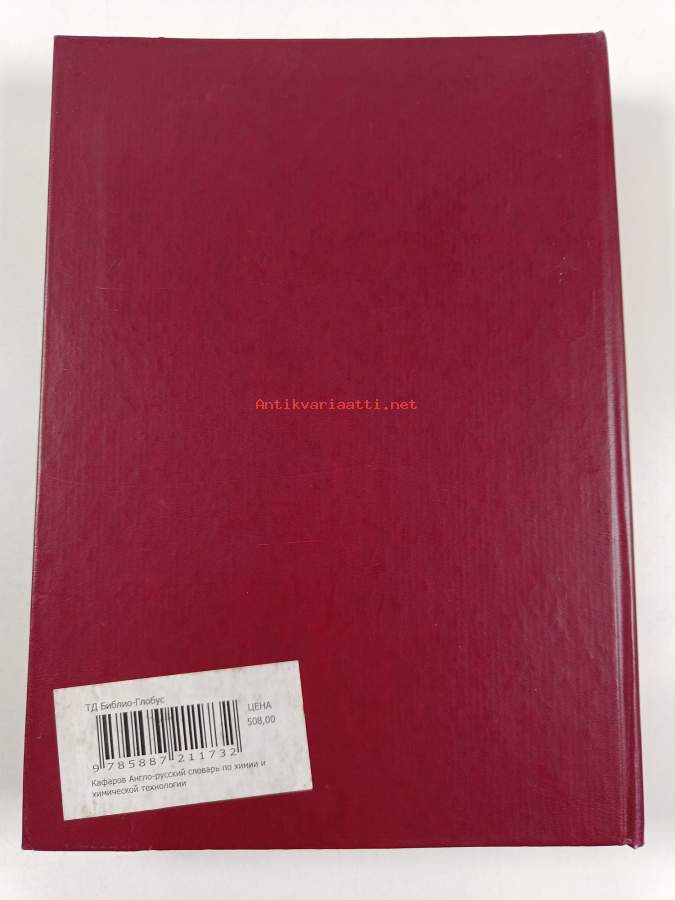 Antikvariaatti.net
ТД Библио-Глобус
ЦЕНА
508,00
9 785887 211732
Кафаров Англо-русский словарь по химии и
химической технологии